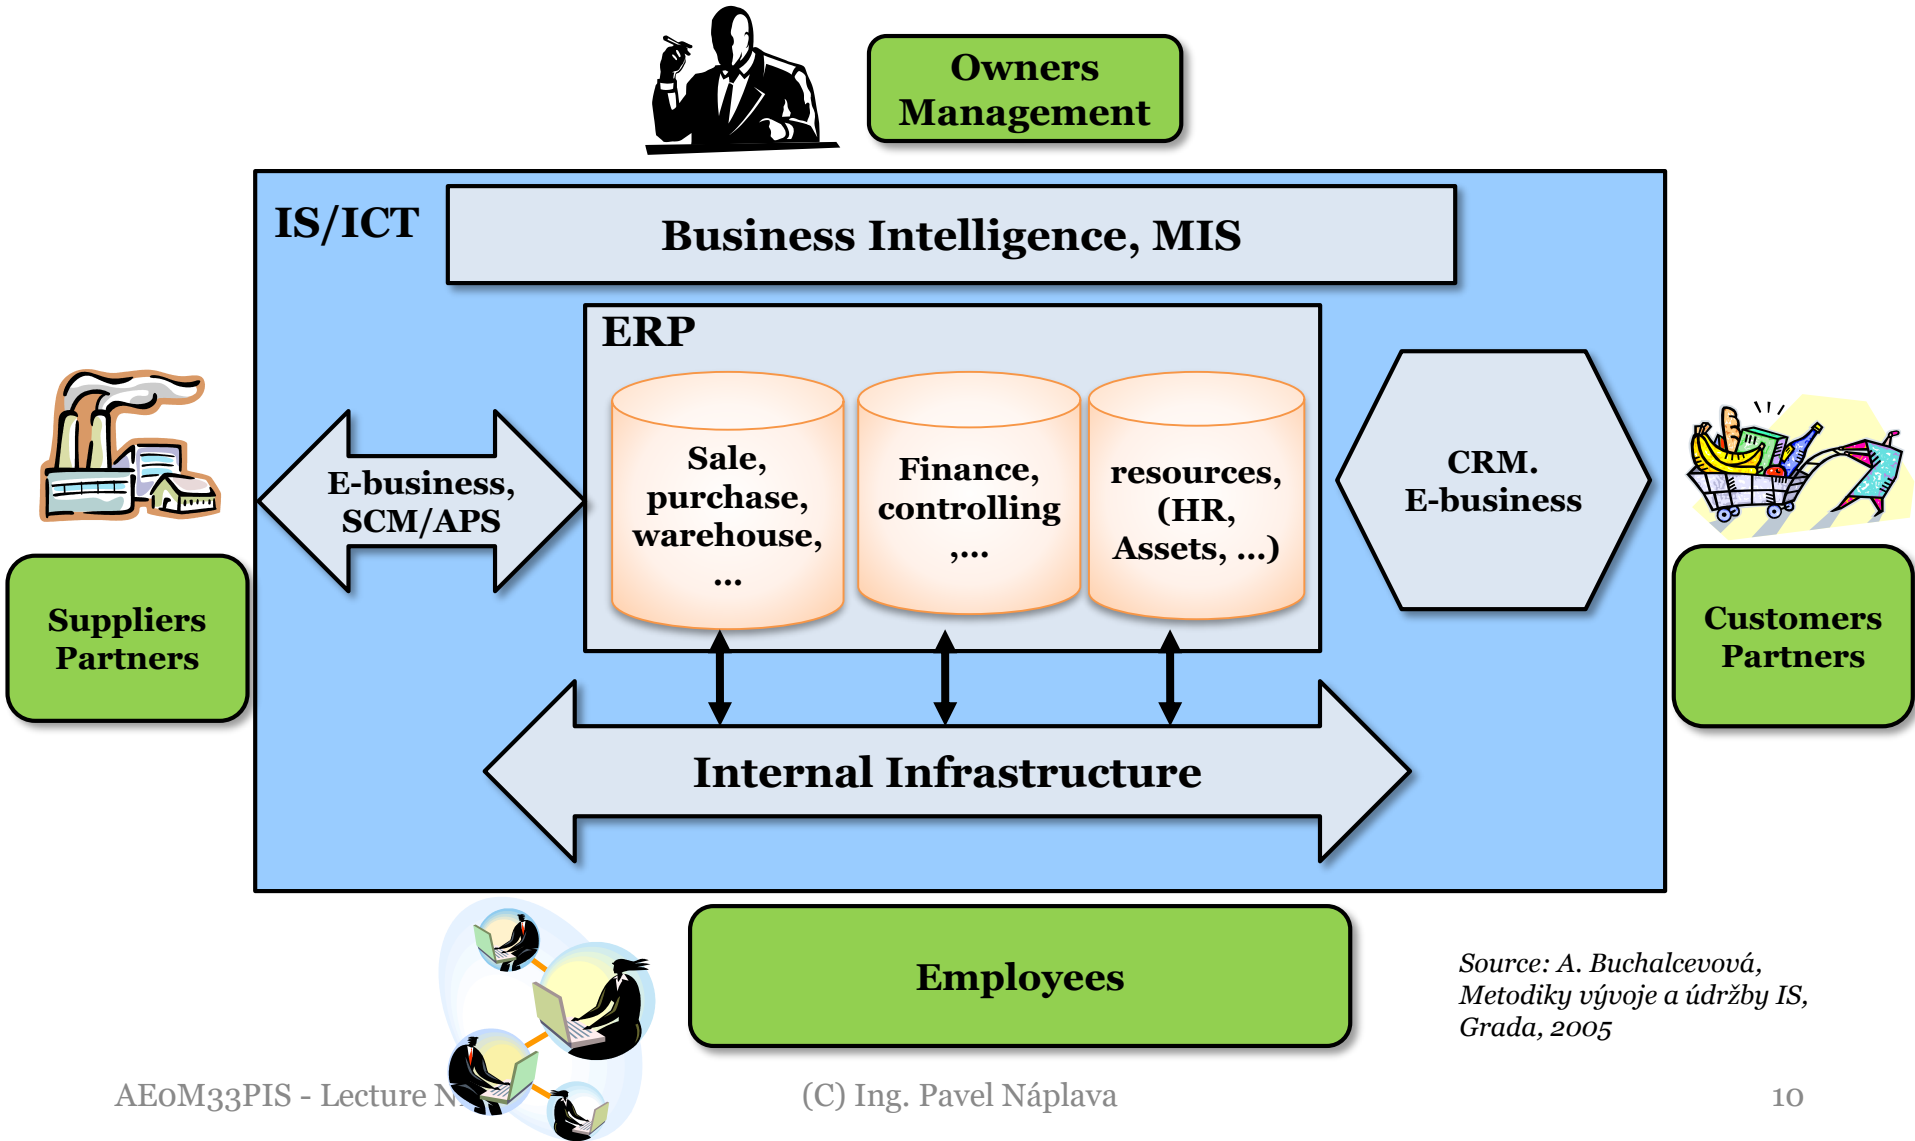 Owners
Management
IS/ICT
Business Intelligence, MIS
ERP
E-business,
SCM/APS
Sale,
purchase,
warehouse,
...
Finance,
controlling
,...
resources,
(HR,
Assets, ...)
CRM.
E-business
Suppliers
Partners
Customers
Partners
Internal Infrastructure
Employees
Source: A. Buchalcevová,
Metodiky vývoje a údržby IS,
Grada, 2005
AE0M33PIS - Lecture
(C) Ing. Pavel Náplava
10